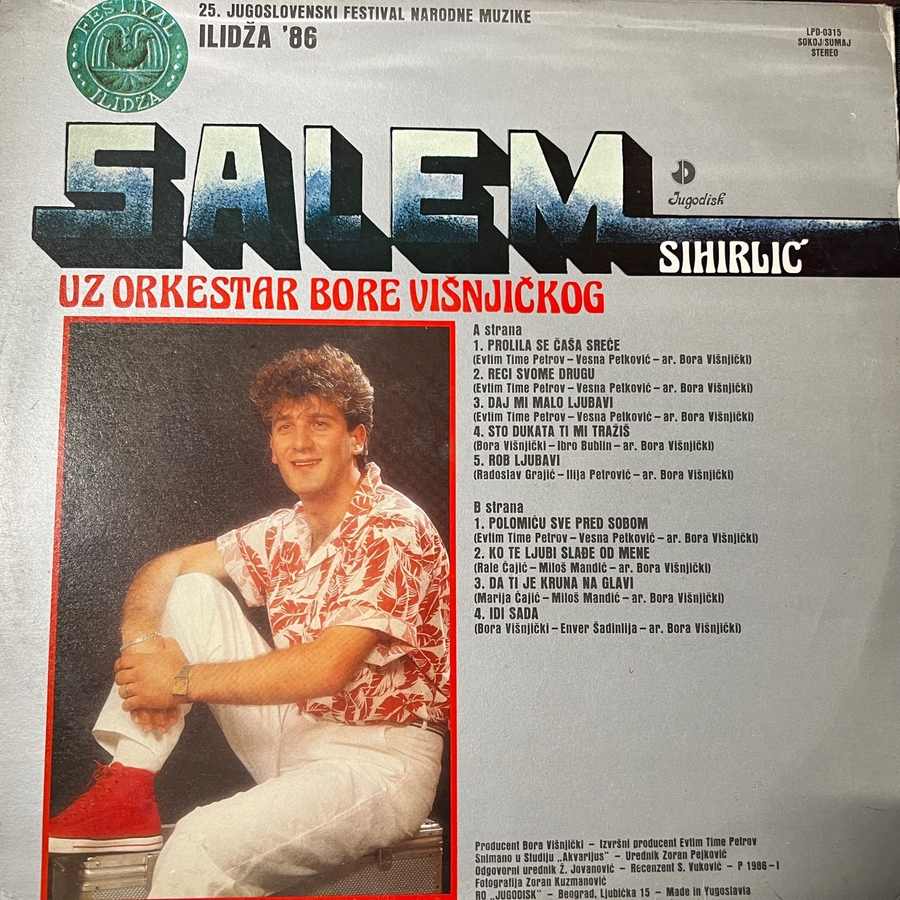 FESTIVAL
ILIDŽA
25. JUGOSLOVENSKI FESTIVAL NARODNE MUZIKE
ILIDŽA '86
LPD-0315
SOKOJ/SUMAJ
STEREO
SALEM
Jugodisk
SIHIRLIĆ
UZ ORKESTAR BORE VIŠNJIČKOG
A strana
1. PROLILA SE ČAŠA SREĆE
(Evtim Time Petrov – Vesna Petković – ar. Bora Višnjički)
2. RECI SVOME DRUGU
(Evtim Time Petrov – Vesna Petković – ar. Bora Višnjički)
3. DAJ MI MALO LJUBAVI
(Evtim Time Petrov – Vesna Petković – ar. Bora Višnjički)
4. STO DUKATA TI MI TRAŽIŠ
(Bora Višnjički – Ibro Bublin – ar. Bora Višnjički)
5. ROB LJUBAVI
(Radoslav Grajić – Ilija Petrović – ar. Bora Višnjički)
B strana
1. POLOMIĆU SVE PRED SOBOM
(Evtim Time Petrov – Vesna Petković – ar. Bora Višnjički)
2. KO TE LJUBI SLAĐE OD MENE
(Rale Čajić – Miloš Mandić – ar. Bora Višnjički)
3. DA TI JE KRUNA NA GLAVI
(Marija Čajić – Miloš Mandić – ar. Bora Višnjički)
4. IDI SADA
(Bora Višnjički – Enver Šadinlija – ar. Bora Višnjički)
Producent Bora Višnjički – Izvršni producent Evtim Time Petrov
Snimano u Studiju „Akvarijus" – Urednik Zoran Pejković
Odgovorni urednik Ž. Jovanović – Recenzent S. Vuković – P 1986 – I
Fotografija Zoran Kuzmanović
RO „JUGODISK" – Beograd, Ljubička 15 – Made in Yugoslavia